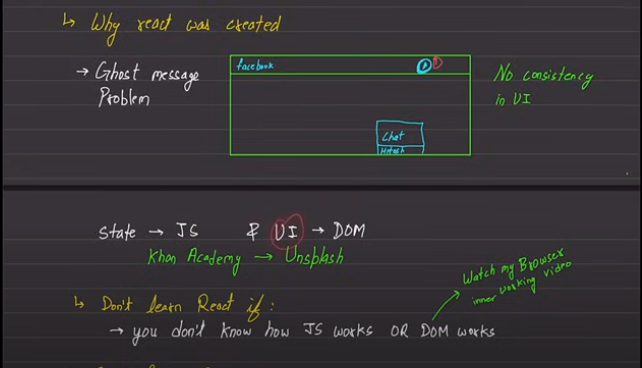 ↳ Why react was created
→ Ghost message
Problem
facebook
1
No consistency
in UI
Chat
Hitesh
State → JS & UI → DOM
Khan Academy → Unsplash
Watch my Browser
inner working video
↳ Don't learn React if:
→ you don't know how JS works OR DOM works